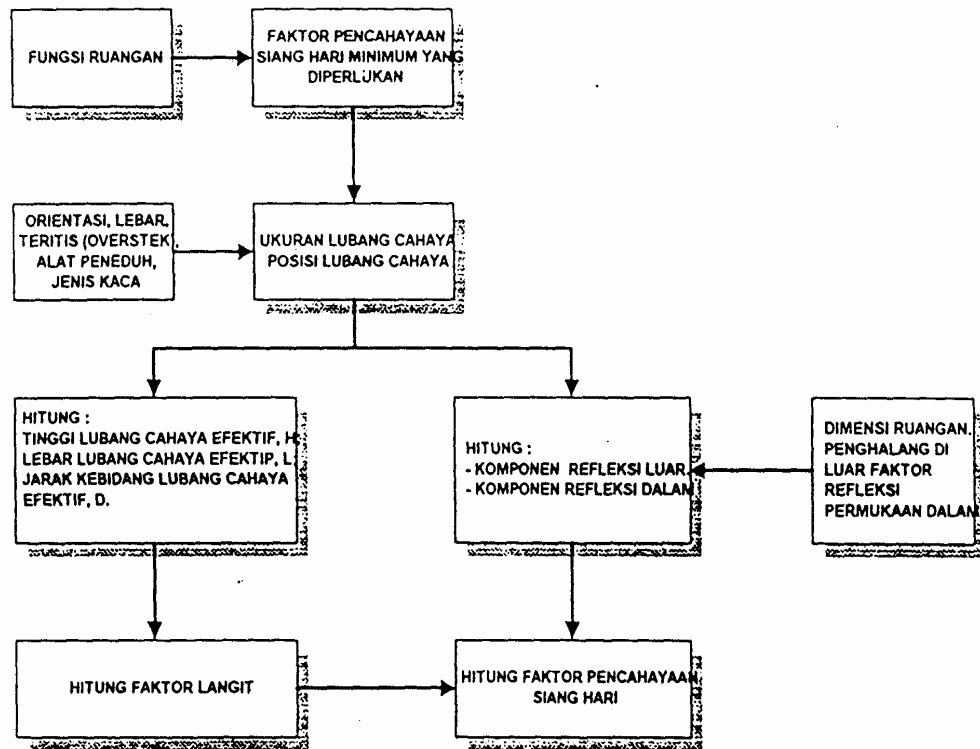 FUNGSI RUANGAN
FAKTOR PENCAHAYAAN
SIANG HARI MINIMUM YANG
DIPERLUKAN
ORIENTASI, LEBAR,
TERITIS (OVERSTEK),
ALAT PENEDUH,
JENIS KACA
UKURAN LUBANG CAHAYA
POSISI LUBANG CAHAYA
HITUNG :
TINGGI LUBANG CAHAYA EFEKTIF, H.
LEBAR LUBANG CAHAYA EFEKTIP, L.
JARAK KEBIDANG LUBANG CAHAYA
EFEKTIF, D.
HITUNG :
- KOMPONEN REFLEKSI LUAR.
- KOMPONEN REFLEKSI DALAM
DIMENSI RUANGAN.
PENGHALANG DI
LUAR FAKTOR
REFLEKSI
PERMUKAAN DALAM
HITUNG FAKTOR LANGIT
HITUNG FAKTOR PENCAHAYAAN
SIANG HARI